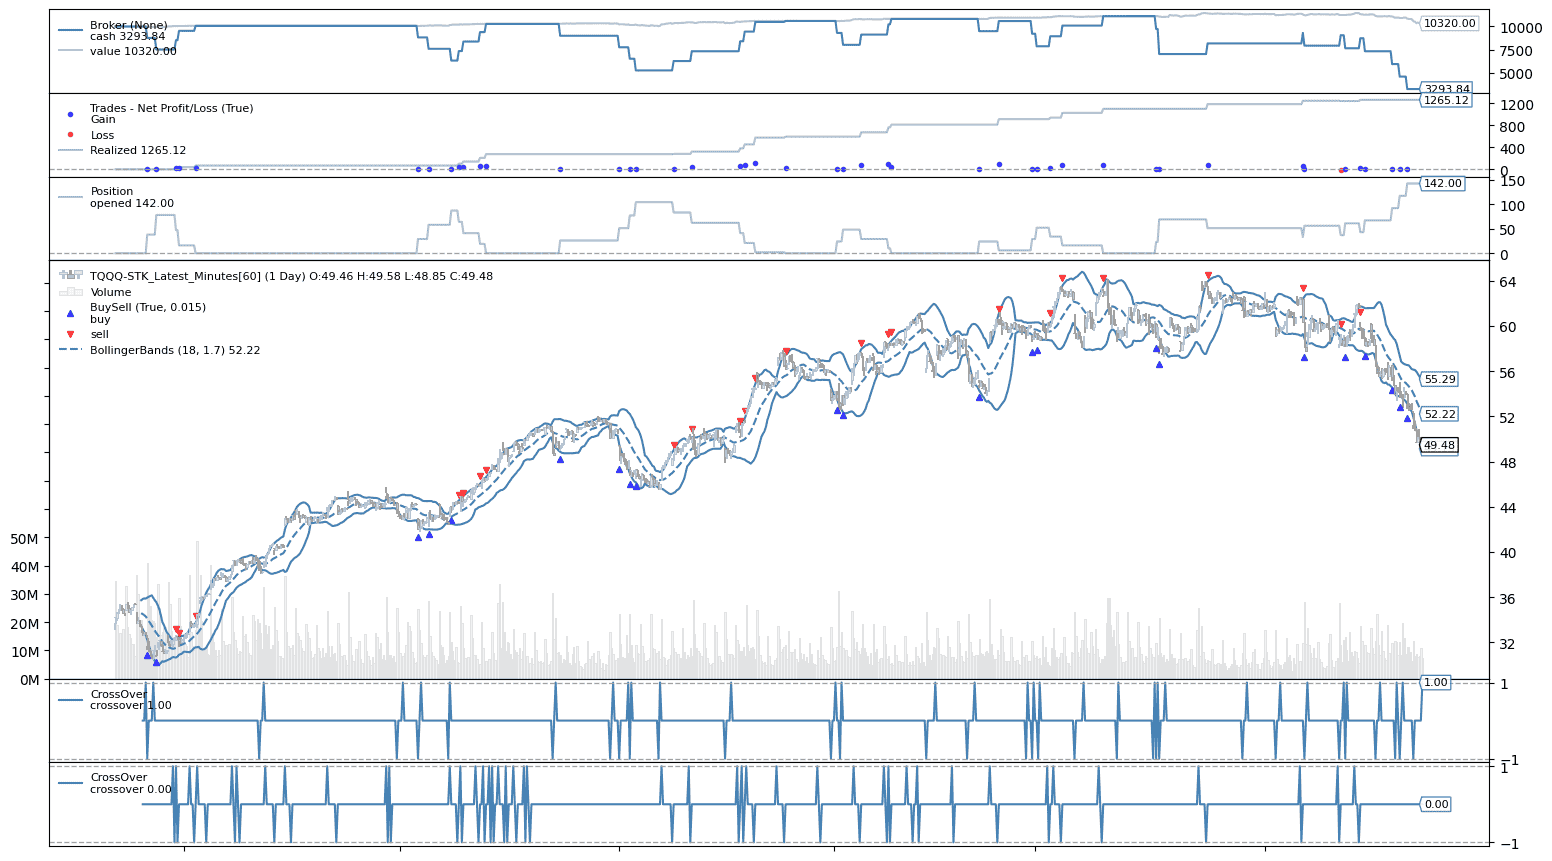 Broker (None)
cash 3293.84
value 10320.00
10320.00
10000
7500
5000
3293.84
Trades - Net Profit/Loss (True)
Gain
Loss
Realized 1265.12
1265.12
1200
800
400
0
Position
opened 142.00
142.00
150
100
50
0
TQQQ-STK_Latest_Minutes[60] (1 Day) O:49.46 H:49.58 L:48.85 C:49.48
Volume
BuySell (True, 0.015)
buy
sell
BollingerBands (18, 1.7) 52.22
64
60
56
55.29
52.22
52
49.48
48
44
40
36
32
50M
40M
30M
20M
10M
0M
CrossOver
crossover 1.00
1.00
1
−1
CrossOver
crossover 0.00
1
0.00
−1